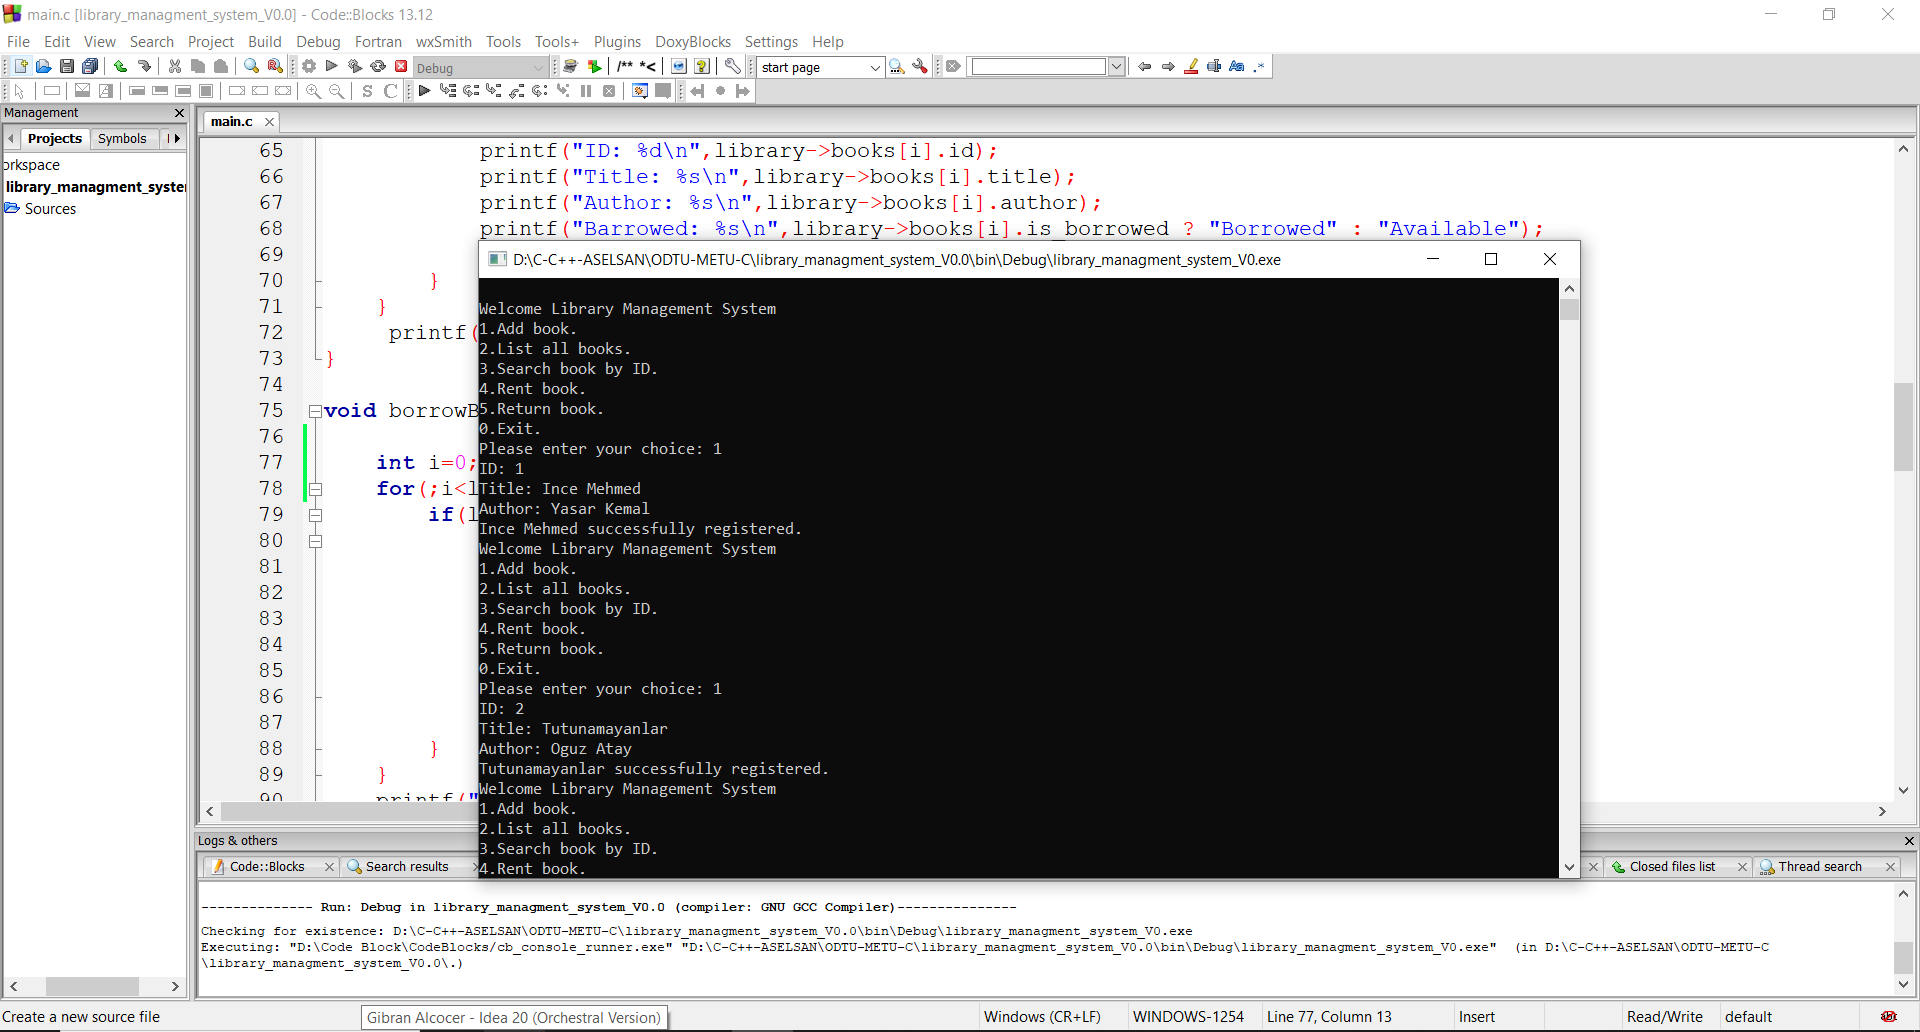 main.c [library_managment_system_V0.0] - Code::Blocks 13.12
File Edit View Search Project Build Debug Fortran wxSmith Tools Tools+ Plugins DoxyBlocks Settings Help
Debug
/** *<
start page
Aa .*
S C
Management
main.c
Projects Symbols
orkspace
library_managment_syste
Sources
65 printf("ID: %d\n",library->books[i].id);
66 printf("Title: %s\n",library->books[i].title);
67 printf("Author: %s\n",library->books[i].author);
68 printf("Barrowed: %s\n",library->books[i].is_borrowed ? "Borrowed" : "Available");
69
70 }
71 }
72 printf(
73 }
74
75 void borrowB
76
77 int i=0;
78 for(;i<l
79 if(l
80
81
82
83
84
85
86
87
88 }
89 }
90 printf("
D:\C-C++-ASELSAN\ODTU-METU-C\library_managment_system_V0.0\bin\Debug\library_managment_system_V0.exe
Welcome Library Management System
1.Add book.
2.List all books.
3.Search book by ID.
4.Rent book.
5.Return book.
0.Exit.
Please enter your choice: 1
ID: 1
Title: Ince Mehmed
Author: Yasar Kemal
Ince Mehmed successfully registered.
Welcome Library Management System
1.Add book.
2.List all books.
3.Search book by ID.
4.Rent book.
5.Return book.
0.Exit.
Please enter your choice: 1
ID: 2
Title: Tutunamayanlar
Author: Oguz Atay
Tutunamayanlar successfully registered.
Welcome Library Management System
1.Add book.
2.List all books.
3.Search book by ID.
4.Rent book.
Logs & others
Code::Blocks Search results Closed files list Thread search
-------------- Run: Debug in library_managment_system_V0.0 (compiler: GNU GCC Compiler)---------------
Checking for existence: D:\C-C++-ASELSAN\ODTU-METU-C\library_managment_system_V0.0\bin\Debug\library_managment_system_V0.exe
Executing: "D:\Code Block\CodeBlocks/cb_console_runner.exe" "D:\C-C++-ASELSAN\ODTU-METU-C\library_managment_system_V0.0\bin\Debug\library_managment_system_V0.exe" (in D:\C-C++-ASELSAN\ODTU-METU-C
\library_managment_system_V0.0\.)
Create a new source file
Gibran Alcocer - Idea 20 (Orchestral Version)
Windows (CR+LF) WINDOWS-1254 Line 77, Column 13 Insert Read/Write default